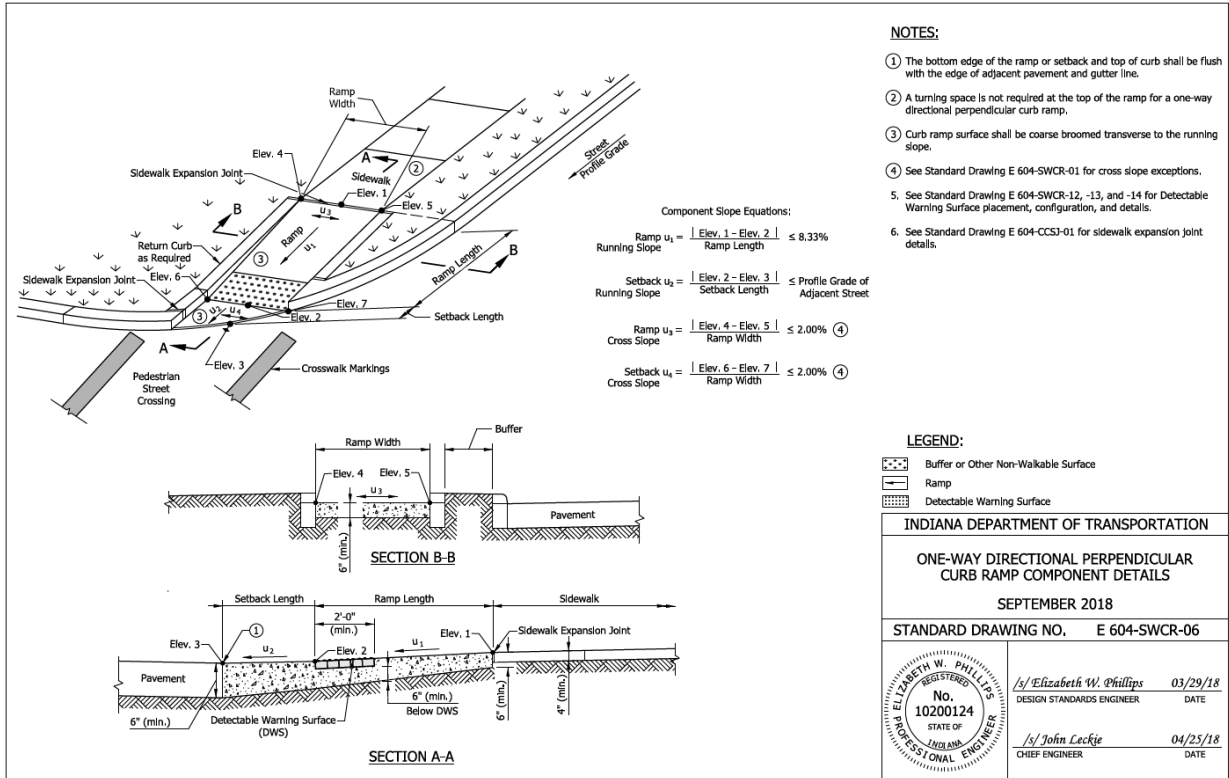 NOTES:
① The bottom edge of the ramp or setback and top of curb shall be flush
with the edge of adjacent pavement and gutter line.
② A turning space is not required at the top of the ramp for a one-way
directional perpendicular curb ramp.
③ Curb ramp surface shall be coarse broomed transverse to the running
slope.
④ See Standard Drawing E 604-SWCR-01 for cross slope exceptions.
5. See Standard Drawing E 604-SWCR-12, -13, and -14 for Detectable
Warning Surface placement, configuration, and details.
6. See Standard Drawing E 604-CCSJ-01 for sidewalk expansion joint
details.
Ramp
Width
Elev. 4
A
②
Sidewalk Expansion Joint
Sidewalk
Elev. 1
Street
Profile Grade
B
u₃
Elev. 5
Ramp
u₁
Return Curb
as Required
③
B
Ramp Length
Elev. 6
Sidewalk Expansion Joint
Elev. 7
u₂
u₄
③
Elev. 2
Setback Length
A
Elev. 3
Crosswalk Markings
Pedestrian
Street
Crossing
Component Slope Equations:
Ramp u₁ = | Elev. 1 - Elev. 2 | ≤ 8.33%
Running Slope Ramp Length
Setback u₂ = | Elev. 2 - Elev. 3 | ≤ Profile Grade of
Running Slope Setback Length Adjacent Street
Ramp u₃ = | Elev. 4 - Elev. 5 | ≤ 2.00% ④
Cross Slope Ramp Width
Setback u₄ = | Elev. 6 - Elev. 7 | ≤ 2.00% ④
Cross Slope Ramp Width
Buffer
Ramp Width
Elev. 4
Elev. 5
u₃
Pavement
6" (min.)
SECTION B-B
Setback Length
Ramp Length
Sidewalk
2'-0"
(min.)
Elev. 3
①
u₂
Elev. 2
u₁
Elev. 1
Sidewalk Expansion Joint
Pavement
6" (min.)
Detectable Warning Surface
(DWS)
6" (min.)
Below DWS
6" (min.)
4" (min.)
SECTION A-A
LEGEND:
Buffer or Other Non-Walkable Surface
Ramp
Detectable Warning Surface
INDIANA DEPARTMENT OF TRANSPORTATION
ONE-WAY DIRECTIONAL PERPENDICULAR
CURB RAMP COMPONENT DETAILS
SEPTEMBER 2018
STANDARD DRAWING NO. E 604-SWCR-06
ELIZABETH W. PHILLIPS
REGISTERED
No.
10200124
STATE OF
INDIANA
PROFESSIONAL ENGINEER
/s/ Elizabeth W. Phillips 03/29/18
DESIGN STANDARDS ENGINEER DATE
/s/ John Leckie 04/25/18
CHIEF ENGINEER DATE